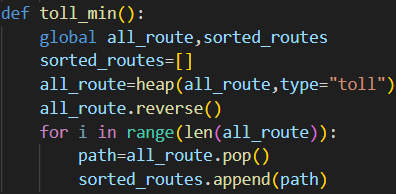 def toll_min():
    global all_route,sorted_routes
    sorted_routes=[]
    all_route=heap(all_route,type="toll")
    all_route.reverse()
    for i in range(len(all_route)):
        path=all_route.pop()
        sorted_routes.append(path)